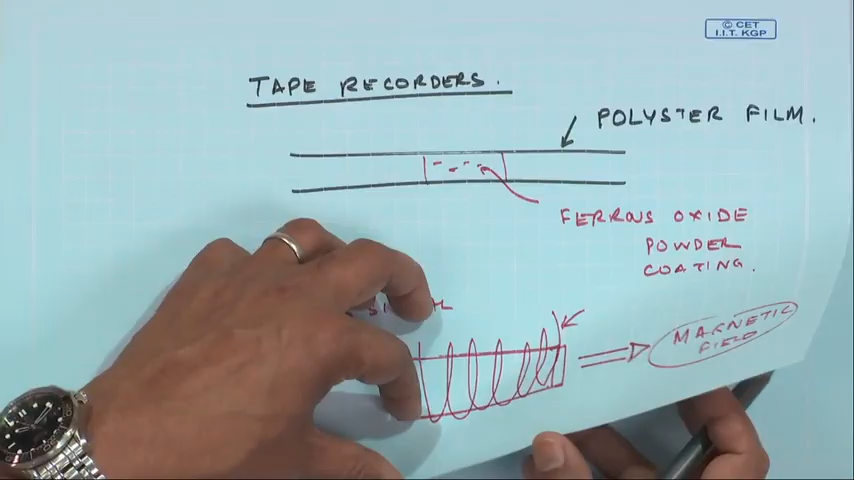 © CET
I.I.T. KGP
TAPE RECORDERS.
POLYSTER FILM.
FERROUS OXIDE
POWDER
COATING.
MAGNETIC
FIELD